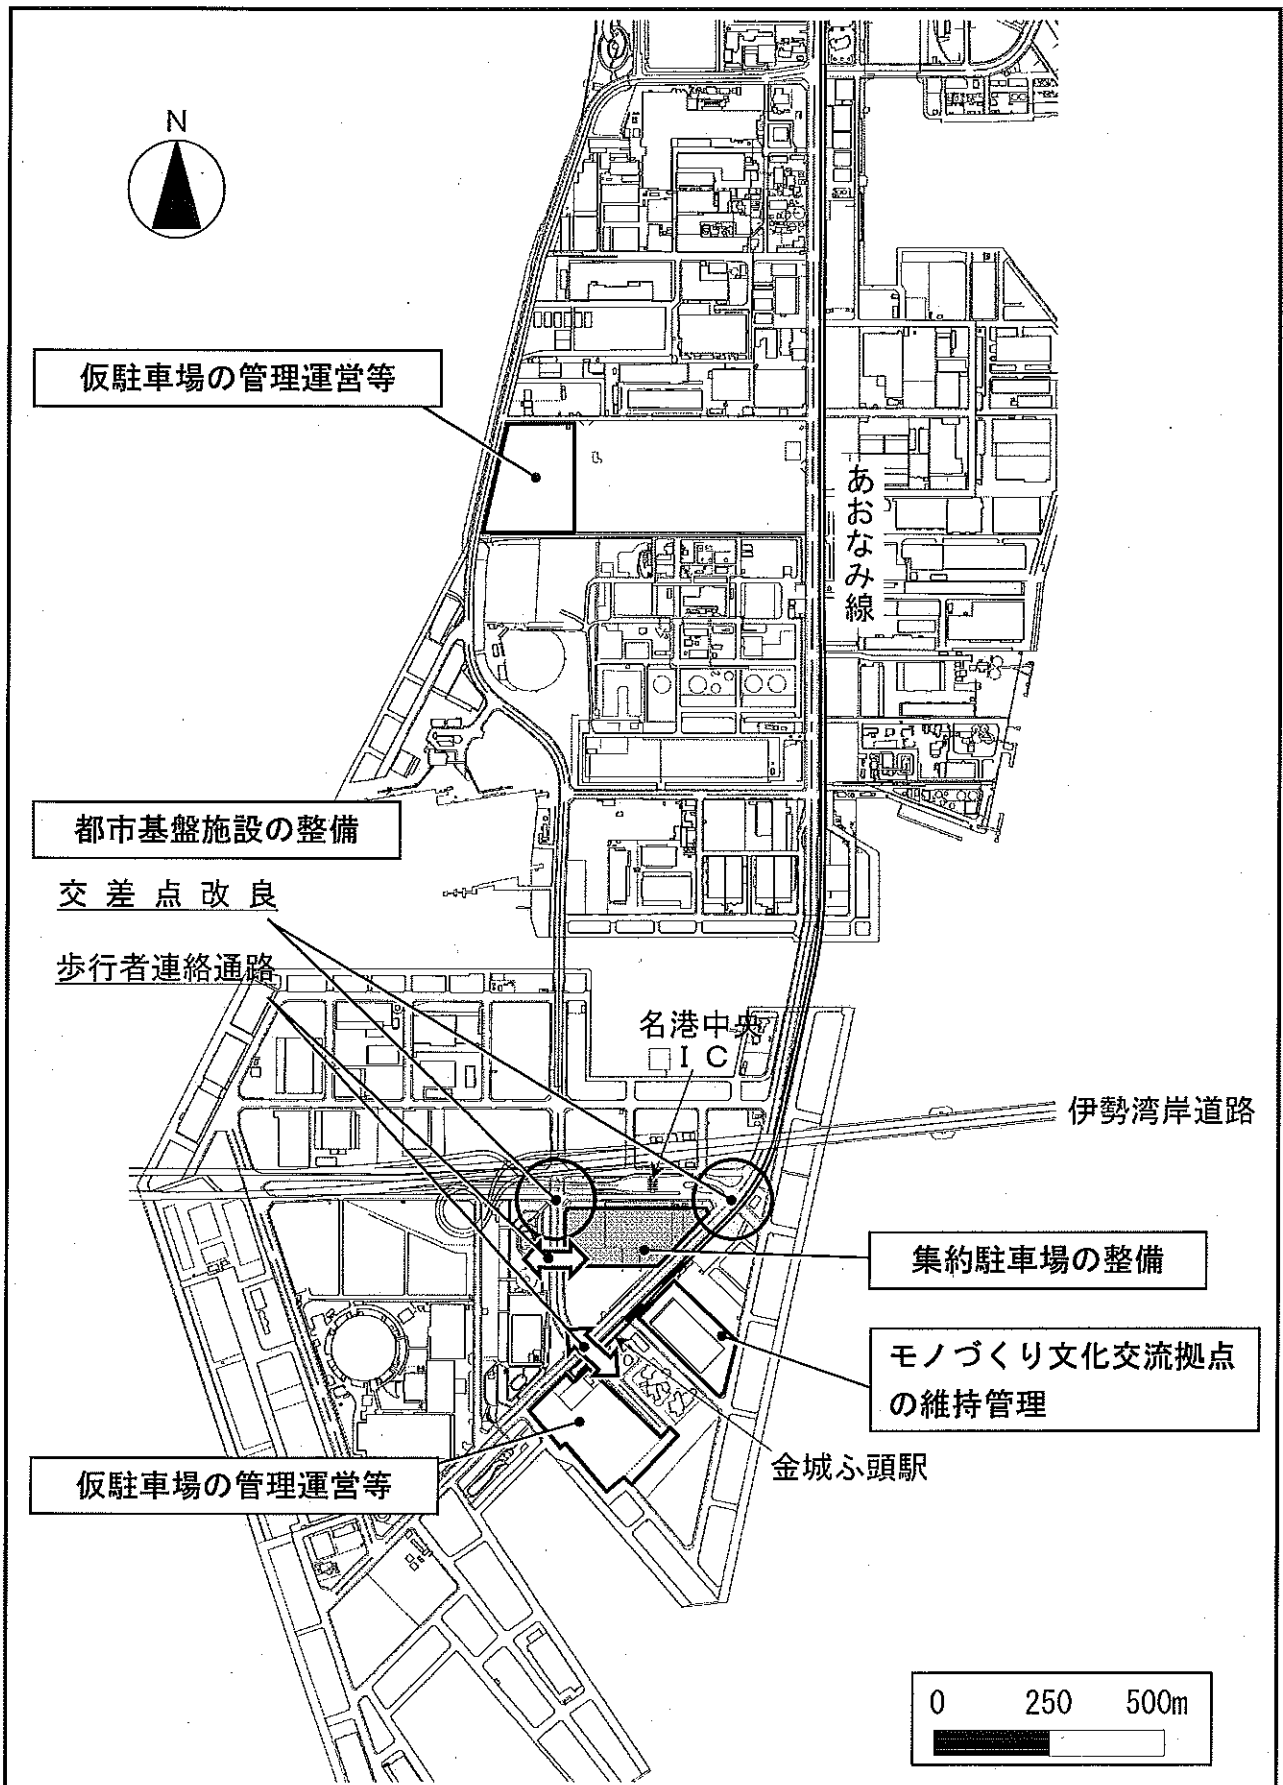 N
仮駐車場の管理運営等
あおなみ線
都市基盤施設の整備
交差点改良
歩行者連絡通路
名港中央
ＩＣ
伊勢湾岸道路
集約駐車場の整備
モノづくり文化交流拠点
の維持管理
金城ふ頭駅
仮駐車場の管理運営等
0 250 500m